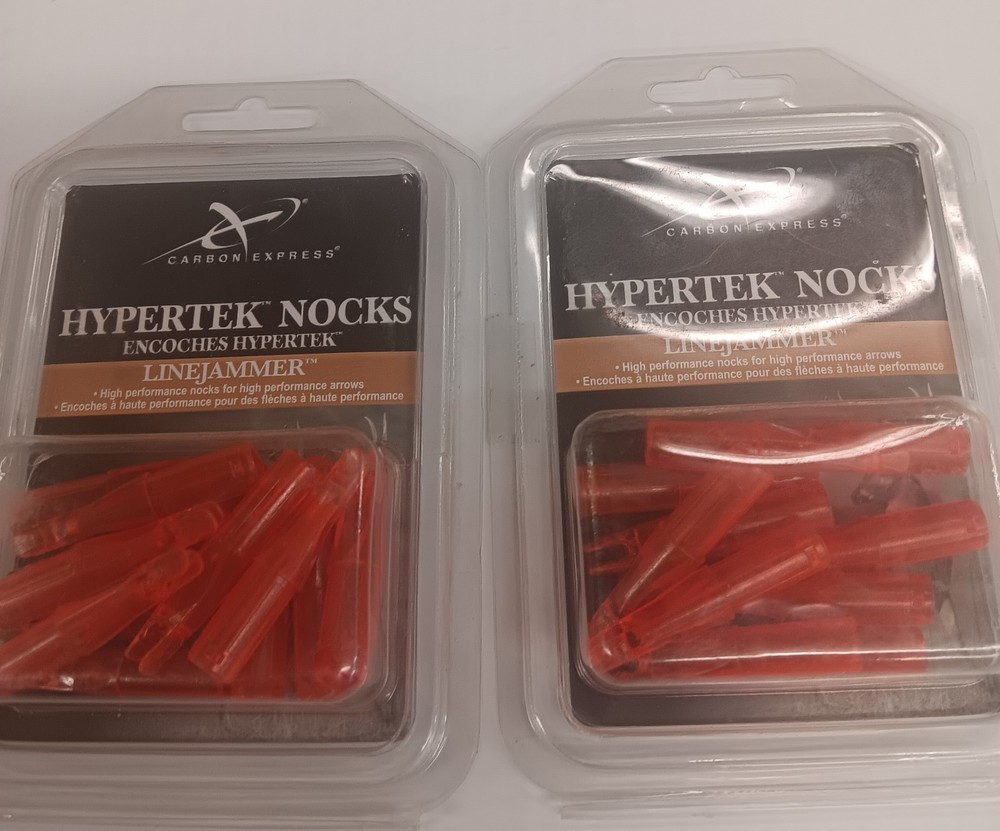 CARBON EXPRESS®
HYPERTEK™ NOCKS
ENCOCHES HYPERTEK™
LINEJAMMER™
• High performance nocks for high performance arrows
• Encoches à haute performance pour des flèches à haute performance
CARBON EXPRESS®
HYPERTEK™ NOCKS
ENCOCHES HYPERTEK
LINEJAMMER™
• High performance nocks for high performance arrows
• Encoches à haute performance pour des flèches à haute performance